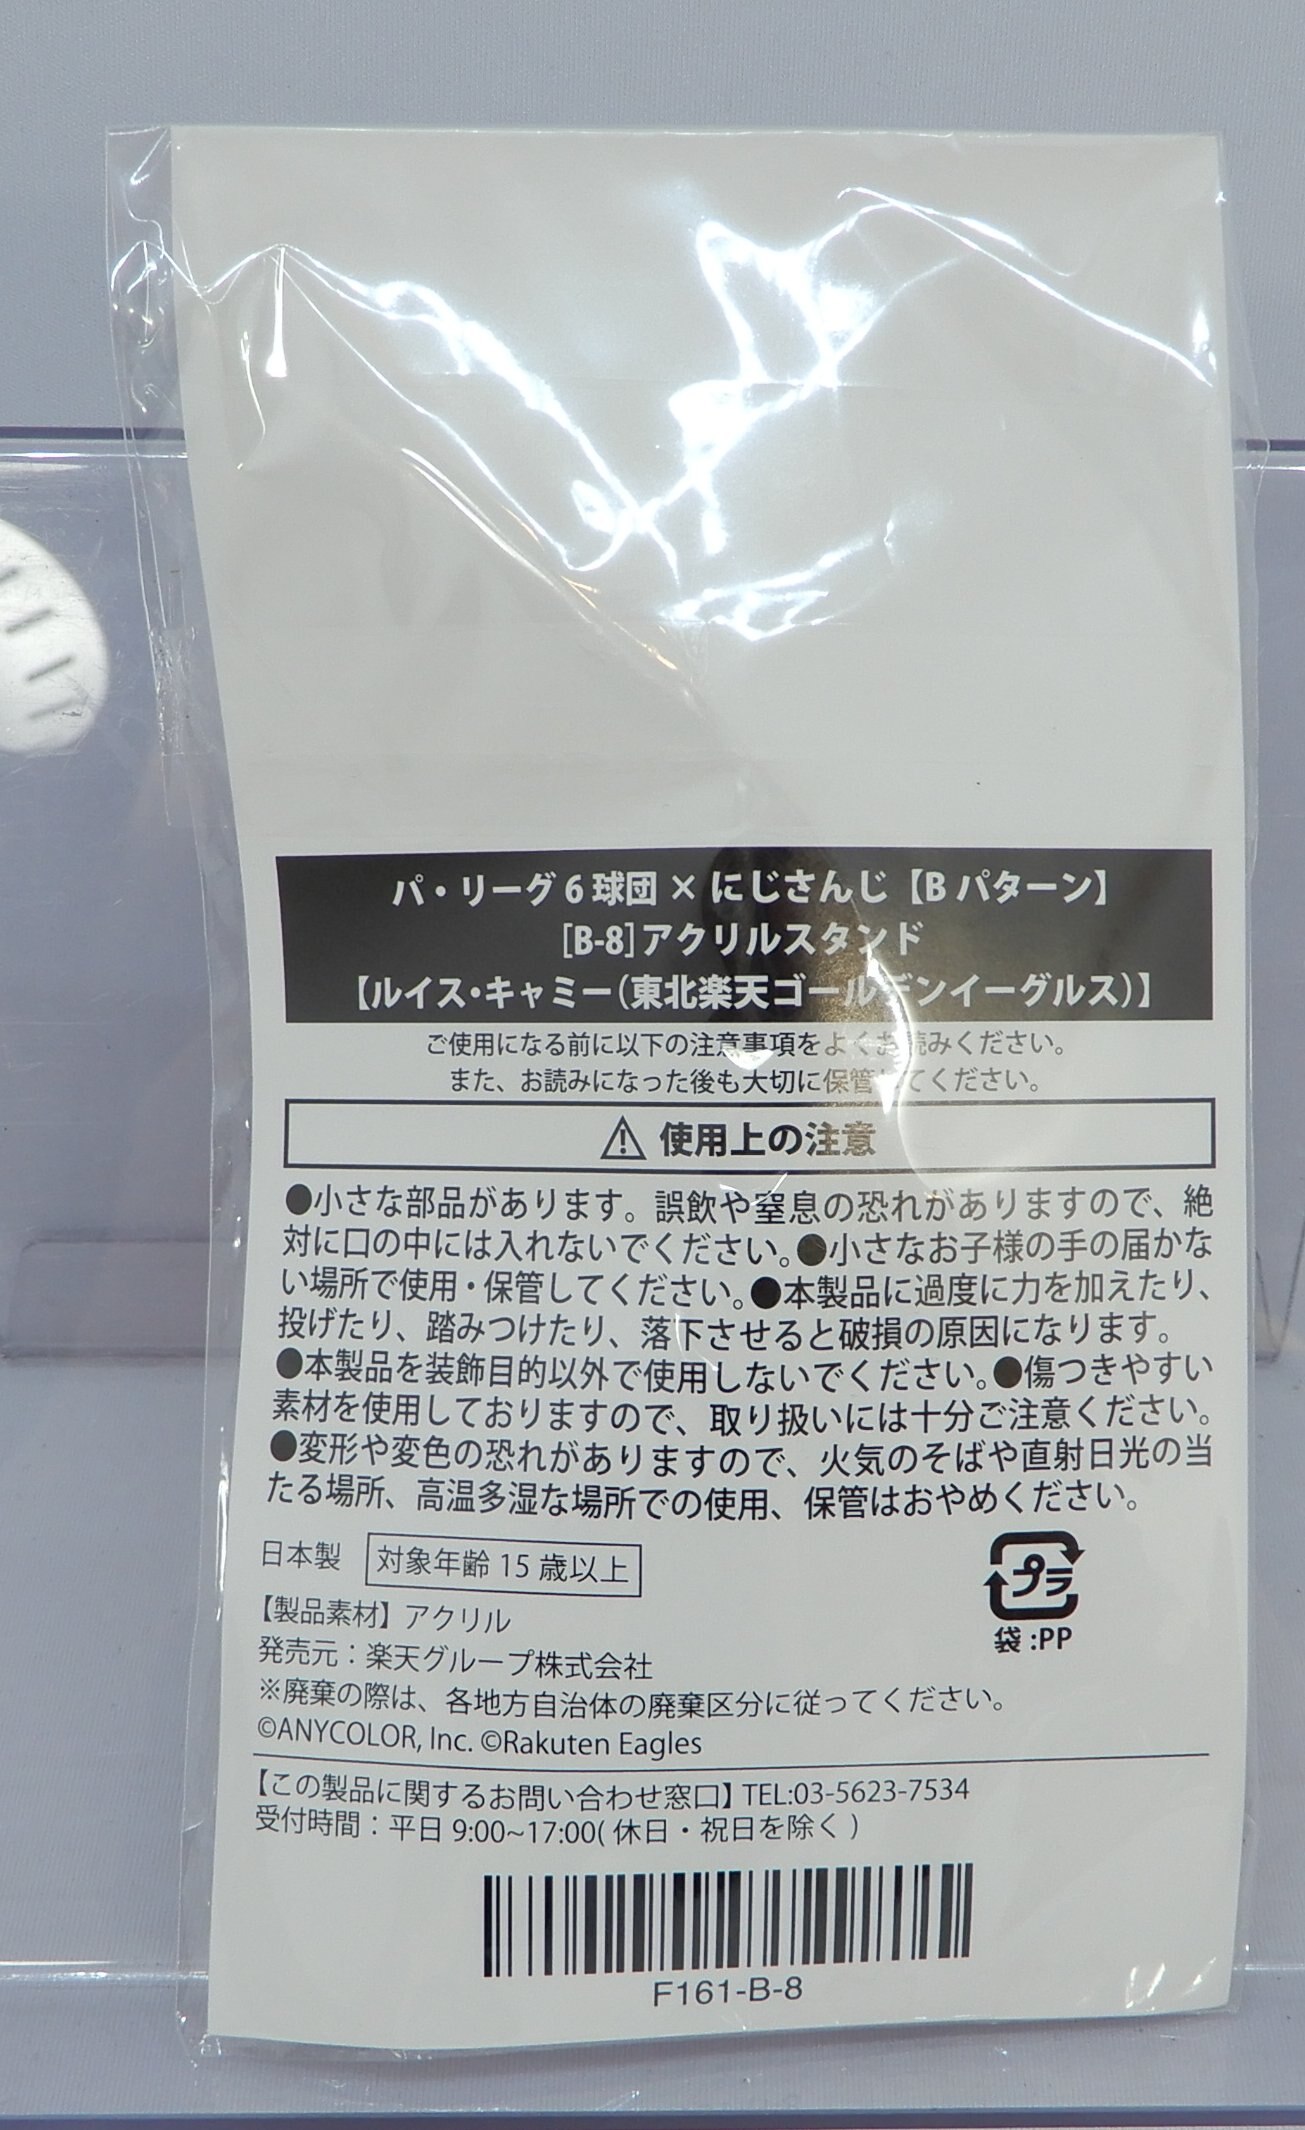 パ・リーグ6球団 × にじさんじ【Bパターン】
[B-8]アクリルスタンド
【ルイス・キャミー(東北楽天ゴールデンイーグルス)】
ご使用になる前に以下の注意事項をよくお読みください。
また、お読みになった後も大切に保管してください。
⚠ 使用上の注意
●小さな部品があります。誤飲や窒息の恐れがありますので、絶
対に口の中には入れないでください。●小さなお子様の手の届かな
い場所で使用・保管してください。●本製品に過度に力を加えたり、
投げたり、踏みつけたり、落下させると破損の原因になります。
●本製品を装飾目的以外で使用しないでください。●傷つきやすい
素材を使用しておりますので、取り扱いには十分ご注意ください。
●変形や変色の恐れがありますので、火気のそばや直射日光の当
たる場所、高温多湿な場所での使用、保管はおやめください。
日本製 対象年齢 15 歳以上
プラ
袋:PP
【製品素材】アクリル
発売元：楽天グループ株式会社
※廃棄の際は、各地方自治体の廃棄区分に従ってください。
©ANYCOLOR, Inc. ©Rakuten Eagles
【この製品に関するお問い合わせ窓口】TEL:03-5623-7534
受付時間：平日 9:00~17:00( 休日・祝日を除く )
F161-B-8